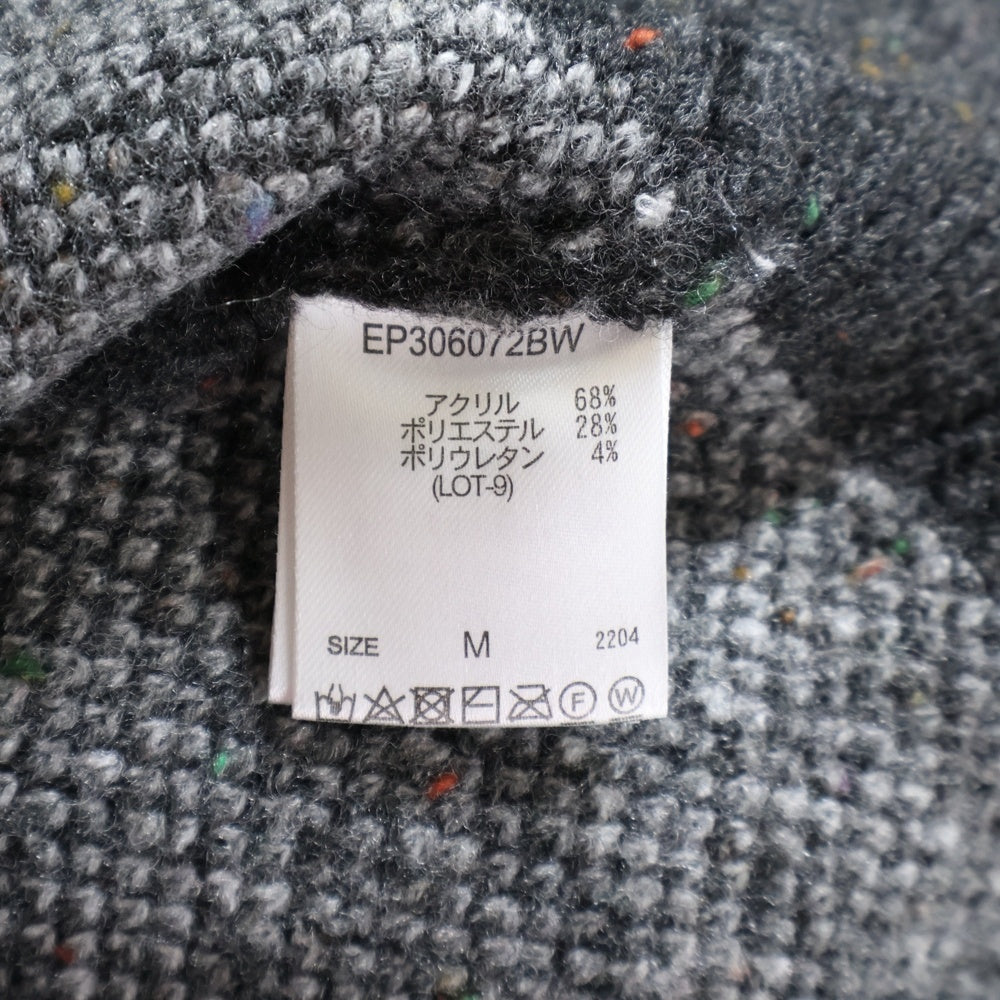 EP306072BW
アクリル 68%
ポリエステル 28%
ポリウレタン 4%
(LOT-9)
SIZE M 2204
F W